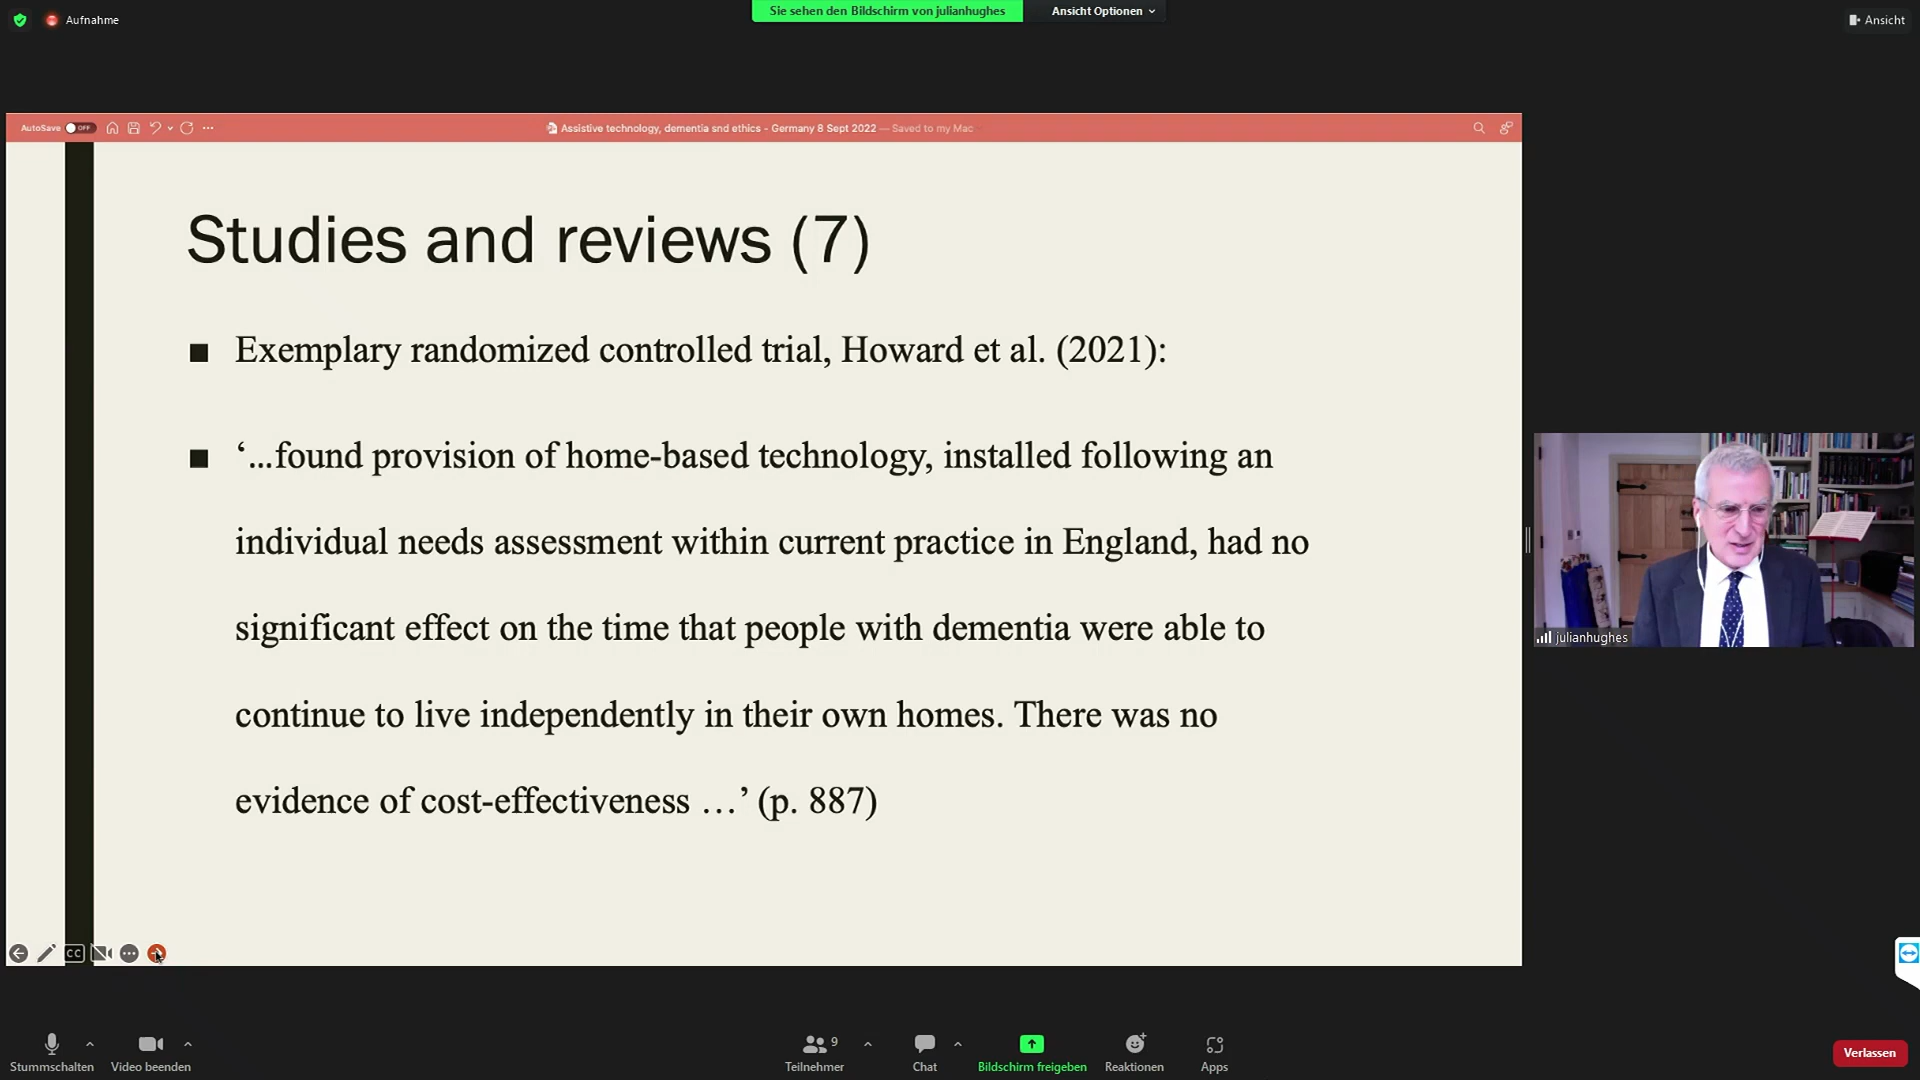 Aufnahme
Sie sehen den Bildschirm von julianhughes
Ansicht Optionen
Ansicht
AutoSave OFF
Assistive technology, dementia snd ethics - Germany 8 Sept 2022 — Saved to my Mac
Studies and reviews (7)
■ Exemplary randomized controlled trial, Howard et al. (2021):
■ ‘...found provision of home-based technology, installed following an
individual needs assessment within current practice in England, had no
significant effect on the time that people with dementia were able to
continue to live independently in their own homes. There was no
evidence of cost-effectiveness …’ (p. 887)
julianhughes
CC
Stummschalten
Video beenden
9
Teilnehmer
Chat
Bildschirm freigeben
Reaktionen
Apps
Verlassen